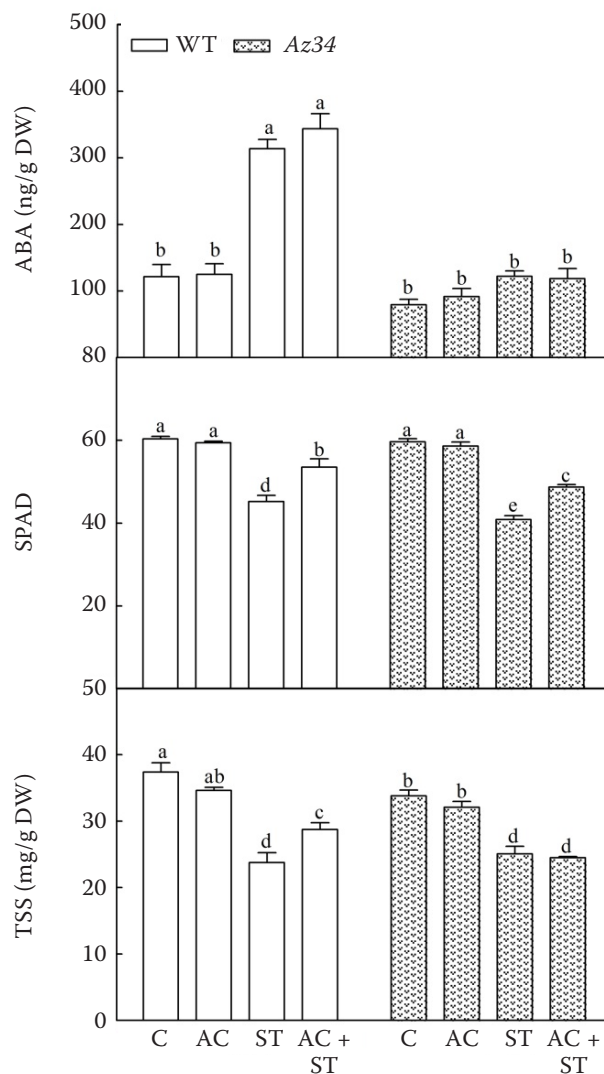 500
WT Az34
400
300
200
100
80
ABA (ng/g DW)
a a
b b
b b b b
60
40
20
50
SPAD
a a d b
a a e c
40
30
20
10
0
TSS (mg/g DW)
a ab d c
b b d d
C AC ST AC + ST
C AC ST AC + ST